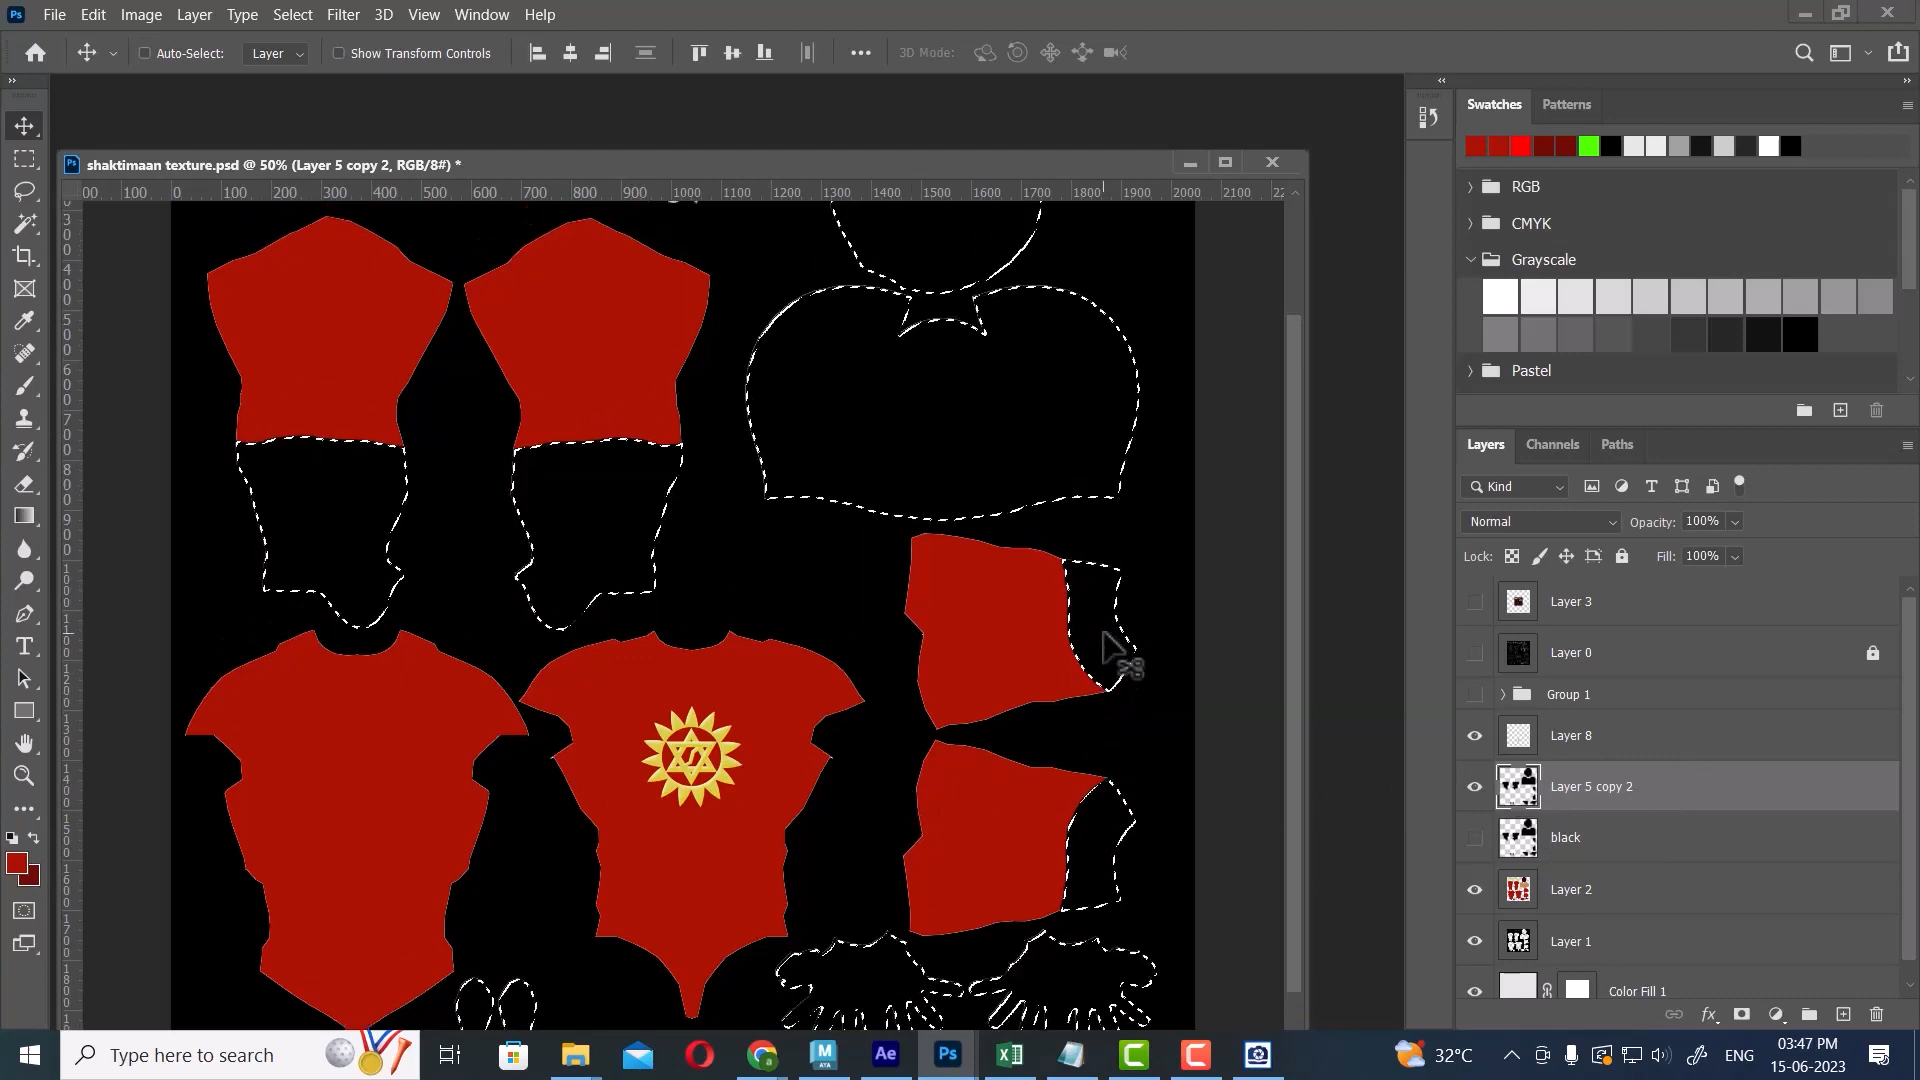 File Edit Image Layer Type Select Filter 3D View Window Help
Auto-Select: Layer Show Transform Controls 3D Mode:
shaktimaan texture.psd @ 50% (Layer 5 copy 2, RGB/8#) *
00 100 0 100 200 300 400 500 600 700 800 900 1000 1100 1200 1300 1400 1500 1600 1700 1800 1900 2000 2100 22
Swatches Patterns
RGB
CMYK
Grayscale
Pastel
Layers Channels Paths
Kind
Normal Opacity: 100%
Lock: Fill: 100%
Layer 3
Layer 0
Group 1
Layer 8
Layer 5 copy 2
black
Layer 2
Layer 1
Color Fill 1
Type here to search
32°C ENG
03:47 PM
15-06-2023